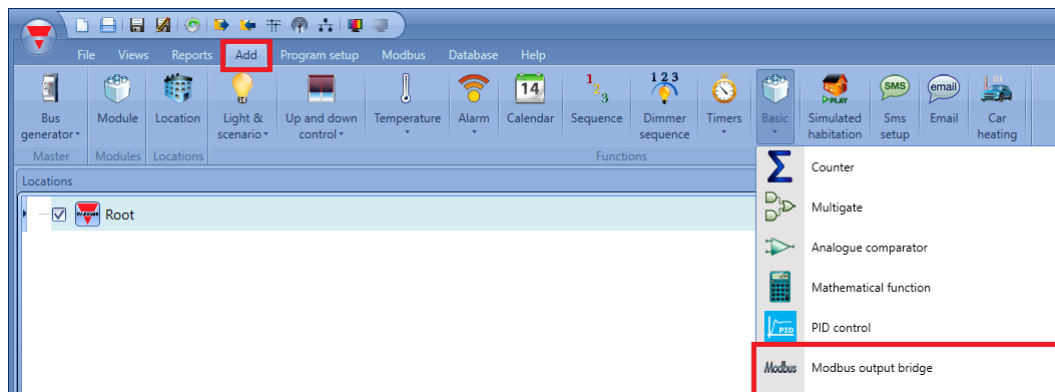 File Views Reports Add Program setup Modbus Database Help
14 1 2 3 1 2 3 PLAY SMS email
Bus generator Module Location Light & scenario Up and down control Temperature Alarm Calendar Sequence Dimmer sequence Timers Basic Simulated habitation Sms setup Email Car heating
Master Modules Locations Functions
Locations
Root
Counter
Multigate
Analogue comparator
Mathematical function
PID PID control
Modbus Modbus output bridge